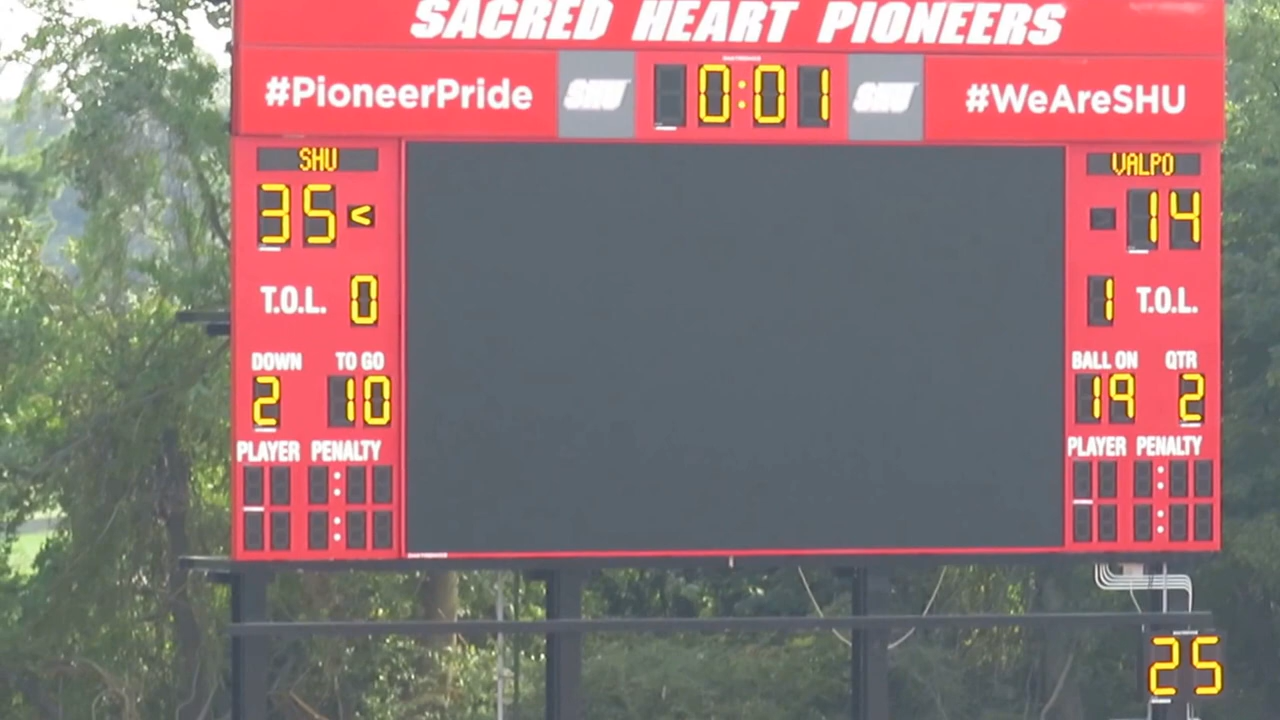 SACRED HEART PIONEERS
#PioneerPride SHU 0:01 SHU #WeAreSHU
SHU VALPO
35 < 14
T.O.L. 0 1 T.O.L.
DOWN TO GO BALL ON QTR
2 10 19 2
PLAYER PENALTY PLAYER PENALTY
25